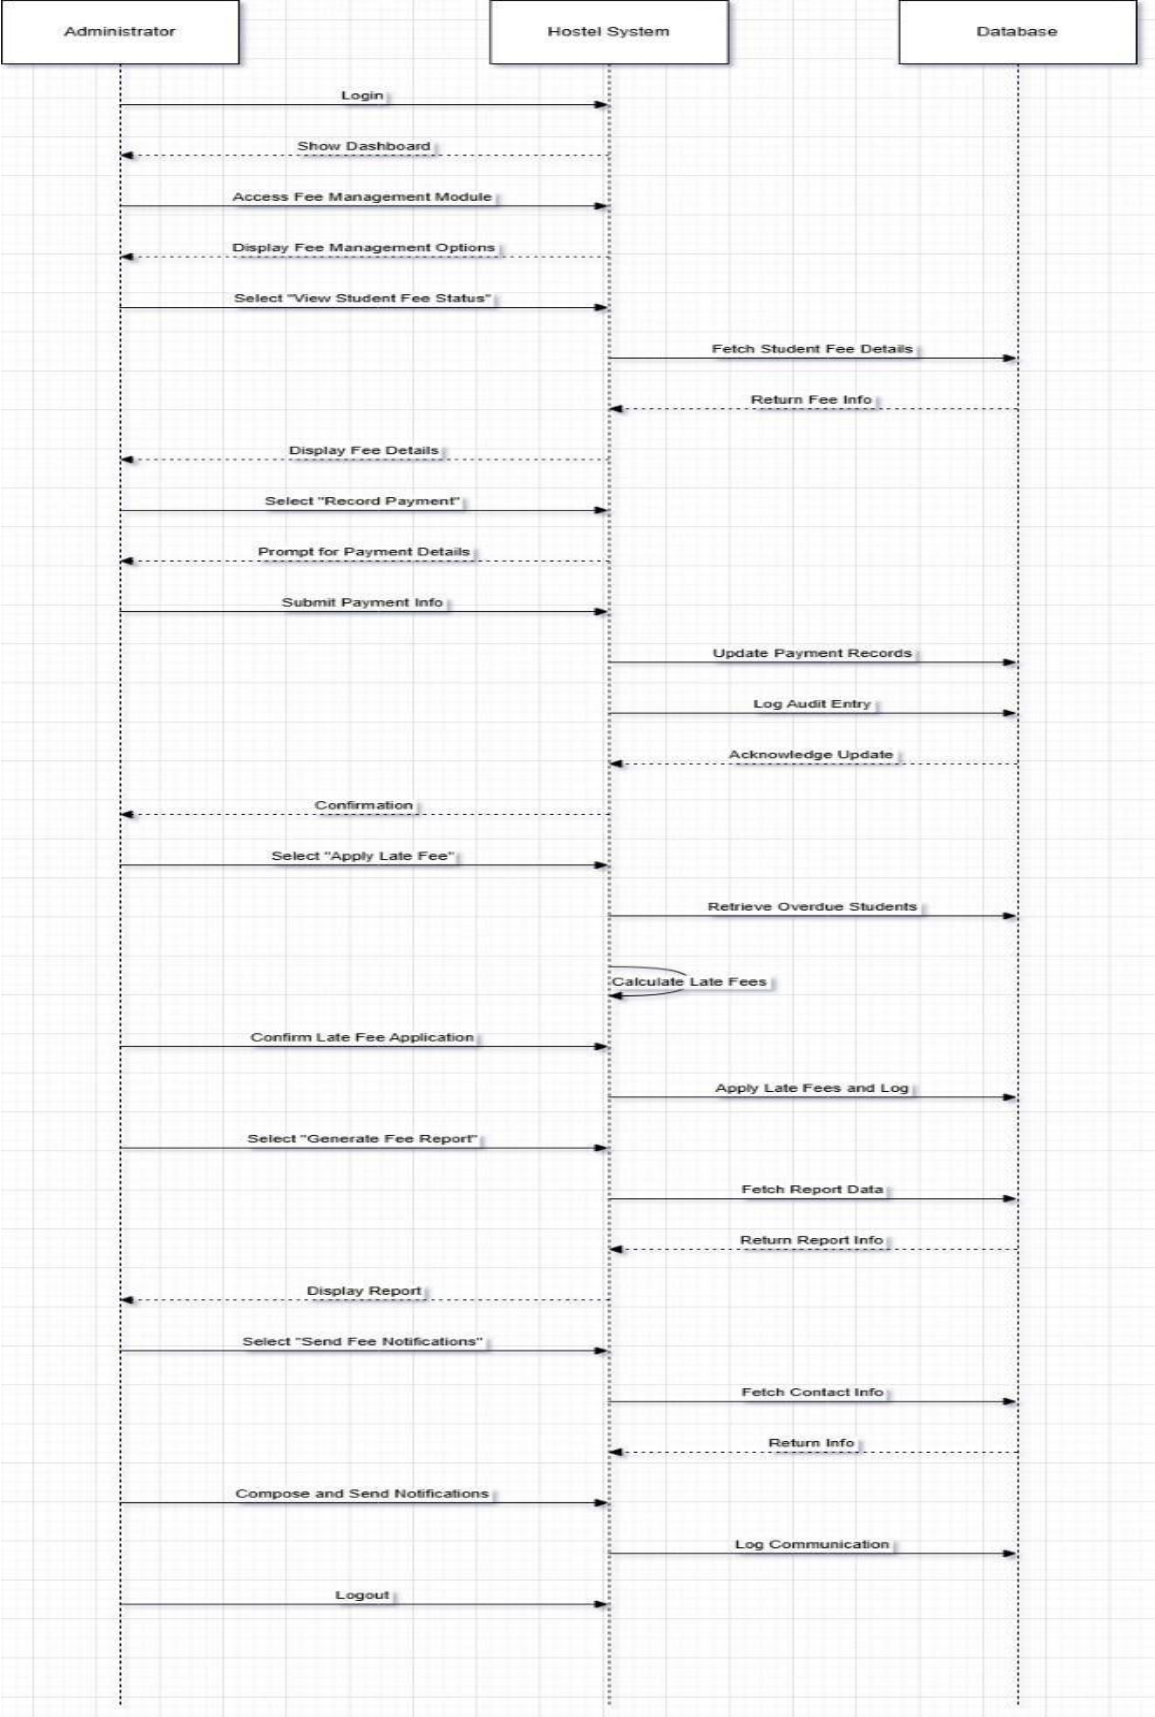 Administrator
Hostel System
Database
Login
Show Dashboard
Access Fee Management Module
Display Fee Management Options
Select "View Student Fee Status"
Fetch Student Fee Details
Return Fee Info
Display Fee Details
Select "Record Payment"
Prompt for Payment Details
Submit Payment Info
Update Payment Records
Log Audit Entry
Acknowledge Update
Confirmation
Select "Apply Late Fee"
Retrieve Overdue Students
Calculate Late Fees
Confirm Late Fee Application
Apply Late Fees and Log
Select "Generate Fee Report"
Fetch Report Data
Return Report Info
Display Report
Select "Send Fee Notifications"
Fetch Contact Info
Return Info
Compose and Send Notifications
Log Communication
Logout